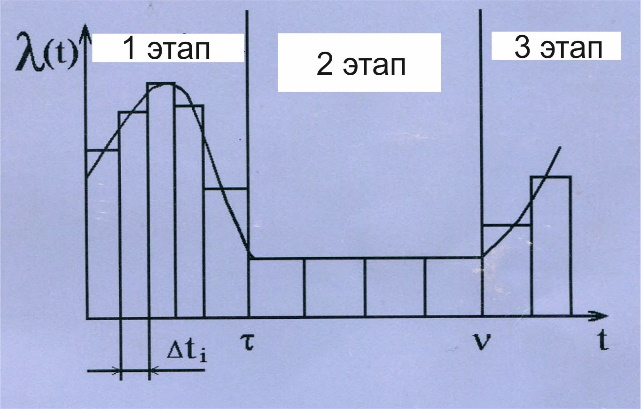 λ(t)
1 этап
2 этап
3 этап
Δti
τ
ν
t